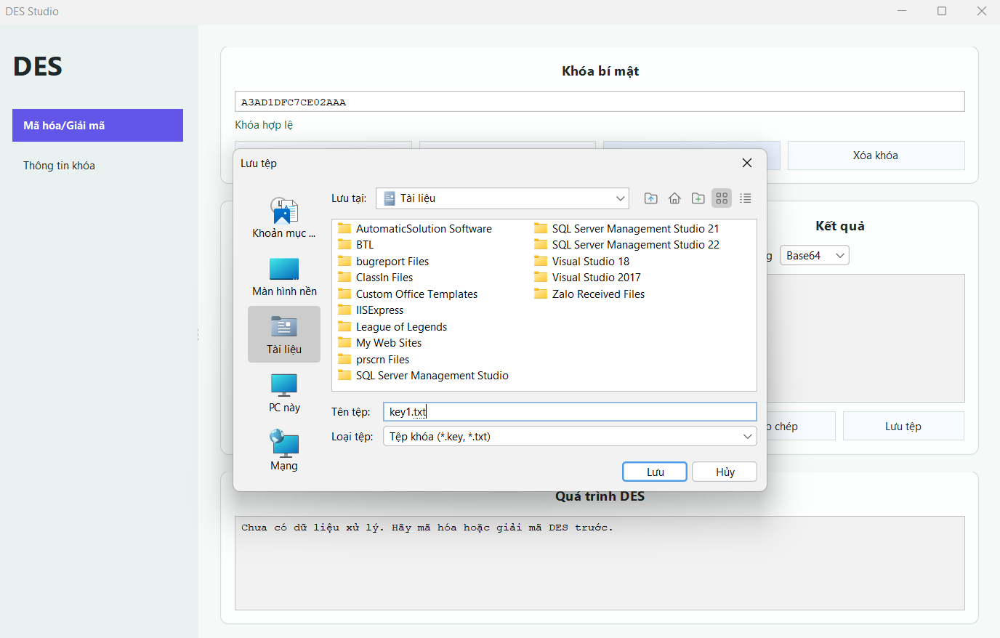 DES Studio
DES
Mã hóa/Giải mã
Thông tin khóa
Khóa bí mật
A3AD1DFC7CE02AAA
Khóa hợp lệ
Xóa khóa
Lưu tệp
Lưu tại:
Tài liệu
Khoản mục ...
Màn hình nền
Tài liệu
PC này
Mạng
AutomaticSolution Software
BTL
bugreport Files
ClassIn Files
Custom Office Templates
IISExpress
League of Legends
My Web Sites
prscrn Files
SQL Server Management Studio
SQL Server Management Studio 21
SQL Server Management Studio 22
Visual Studio 18
Visual Studio 2017
Zalo Received Files
Tên tệp:
key1.txt
Loại tệp:
Tệp khóa (*.key, *.txt)
Lưu
Hủy
Kết quả
g
Base64
chép
Lưu tệp
Quá trình DES
Chưa có dữ liệu xử lý. Hãy mã hóa hoặc giải mã DES trước.